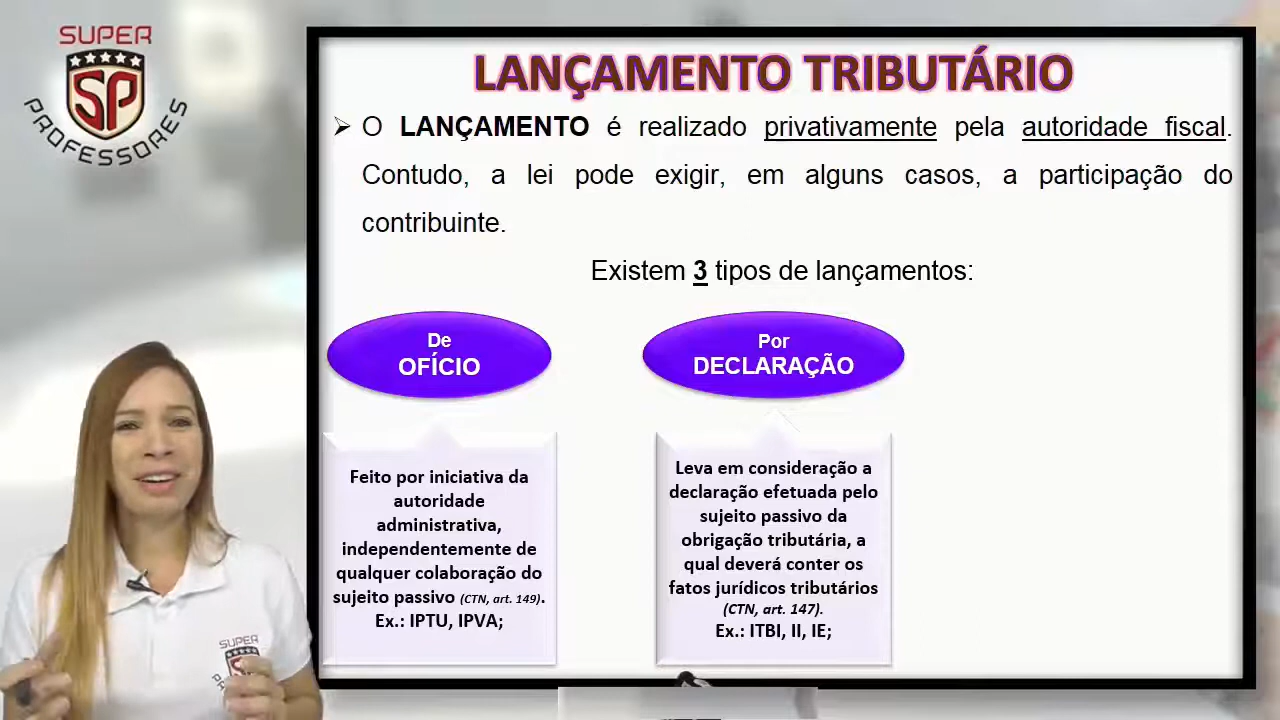 SUPER
SP
PROFESSORES
LANÇAMENTO TRIBUTÁRIO
➢ O LANÇAMENTO é realizado privativamente pela autoridade fiscal.
Contudo, a lei pode exigir, em alguns casos, a participação do
contribuinte.
Existem 3 tipos de lançamentos:
De
OFÍCIO
Por
DECLARAÇÃO
Feito por iniciativa da
autoridade
administrativa,
independentemente de
qualquer colaboração do
sujeito passivo (CTN, art. 149).
Ex.: IPTU, IPVA;
Leva em consideração a
declaração efetuada pelo
sujeito passivo da
obrigação tributária, a
qual deverá conter os
fatos jurídicos tributários
(CTN, art. 147).
Ex.: ITBI, II, IE;
SUPER
SP